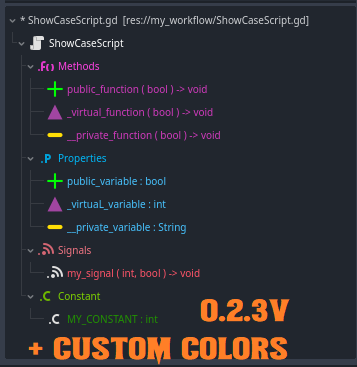 * ShowCaseScript.gd [res://my_workflow/ShowCaseScript.gd]
ShowCaseScript
.f() Methods
public_function ( bool ) -> void
_virtual_function ( bool ) -> void
__private_function ( bool ) -> void
.P Properties
public_variable : bool
_virtuaL_variable : int
__private_variable : String
Signals
my_signal ( int, bool ) -> void
.C Constant
.C MY_CONSTANT : int
0.2.3V
+ CUSTOM COLORS